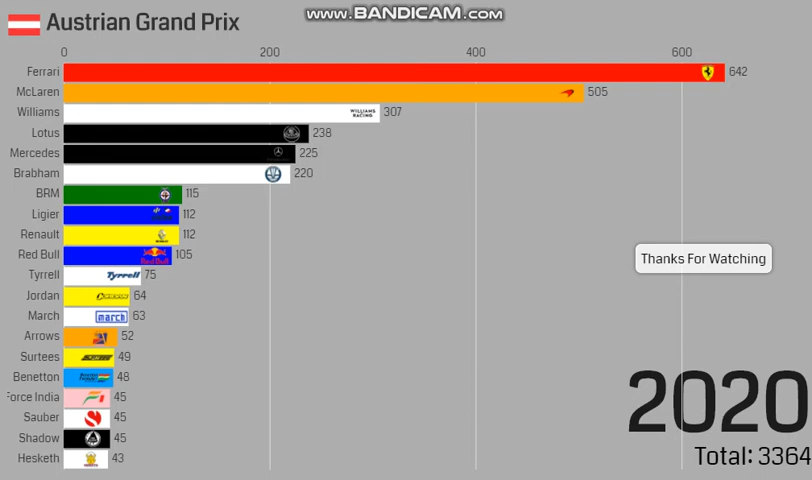 www.BANDICAM.com
Austrian Grand Prix
0 200 400 600
Ferrari 642
McLaren 505
Williams WILLIAMS RACING 307
Lotus 238
Mercedes 225
Brabham 220
BRM 115
Ligier 112
Renault 112
Red Bull Red Bull 105
Thanks For Watching
Tyrrell Tyrrell 75
Jordan 64
March march 63
Arrows 52
Surtees 49
Benetton 48
Force India 45
Sauber 45
Shadow 45
Hesketh 43
2020
Total: 3364